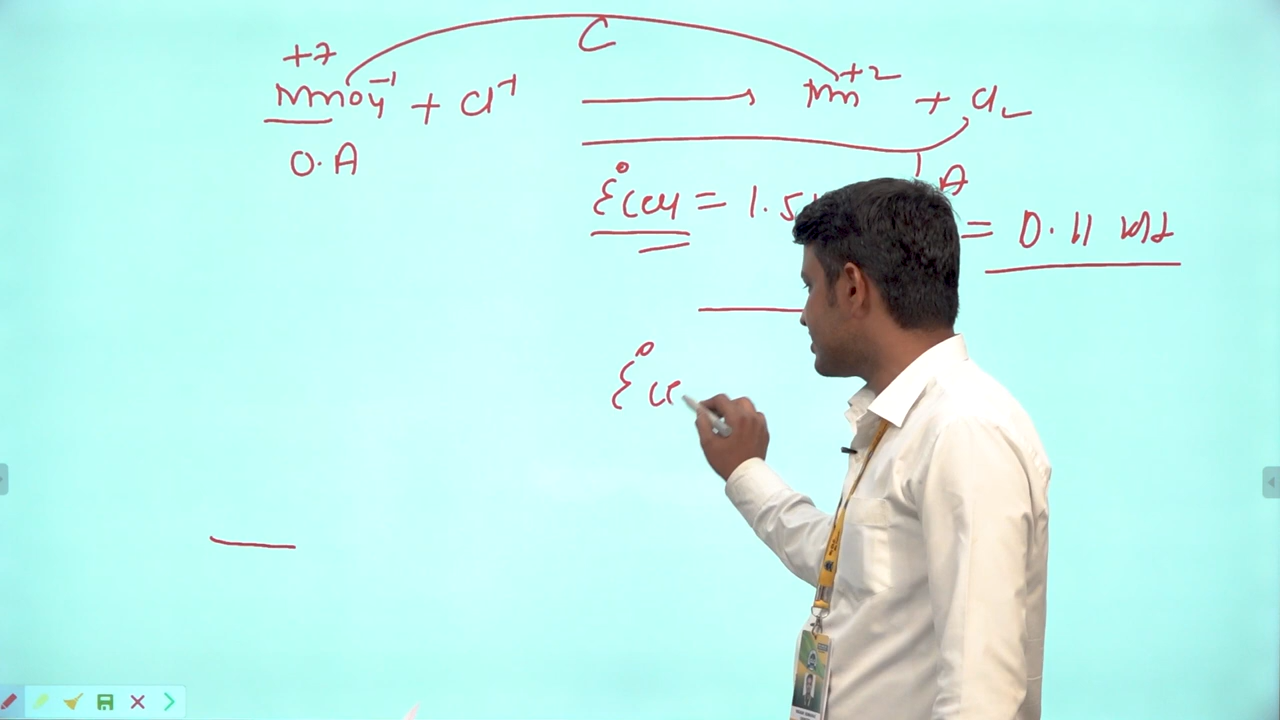 +7
MnO4⁻¹ + Cl⁻¹ ⟶ Mn⁺² + Cl₂
C
O.A
A
E°cell = 1.5
= 0.11 volt
E°ce